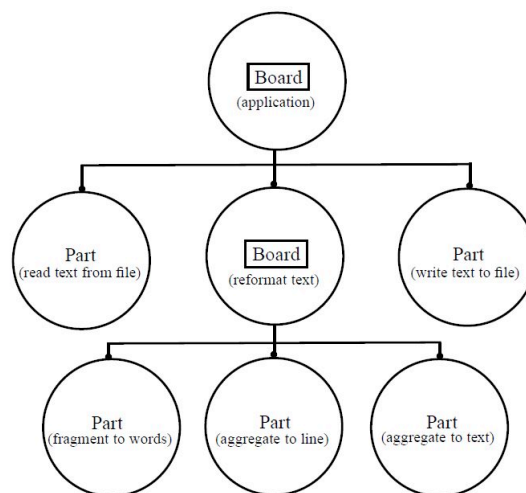 Board
(application)
Part
(read text from file)
Board
(reformat text)
Part
(write text to file)
Part
(fragment to words)
Part
(aggregate to line)
Part
(aggregate to text)